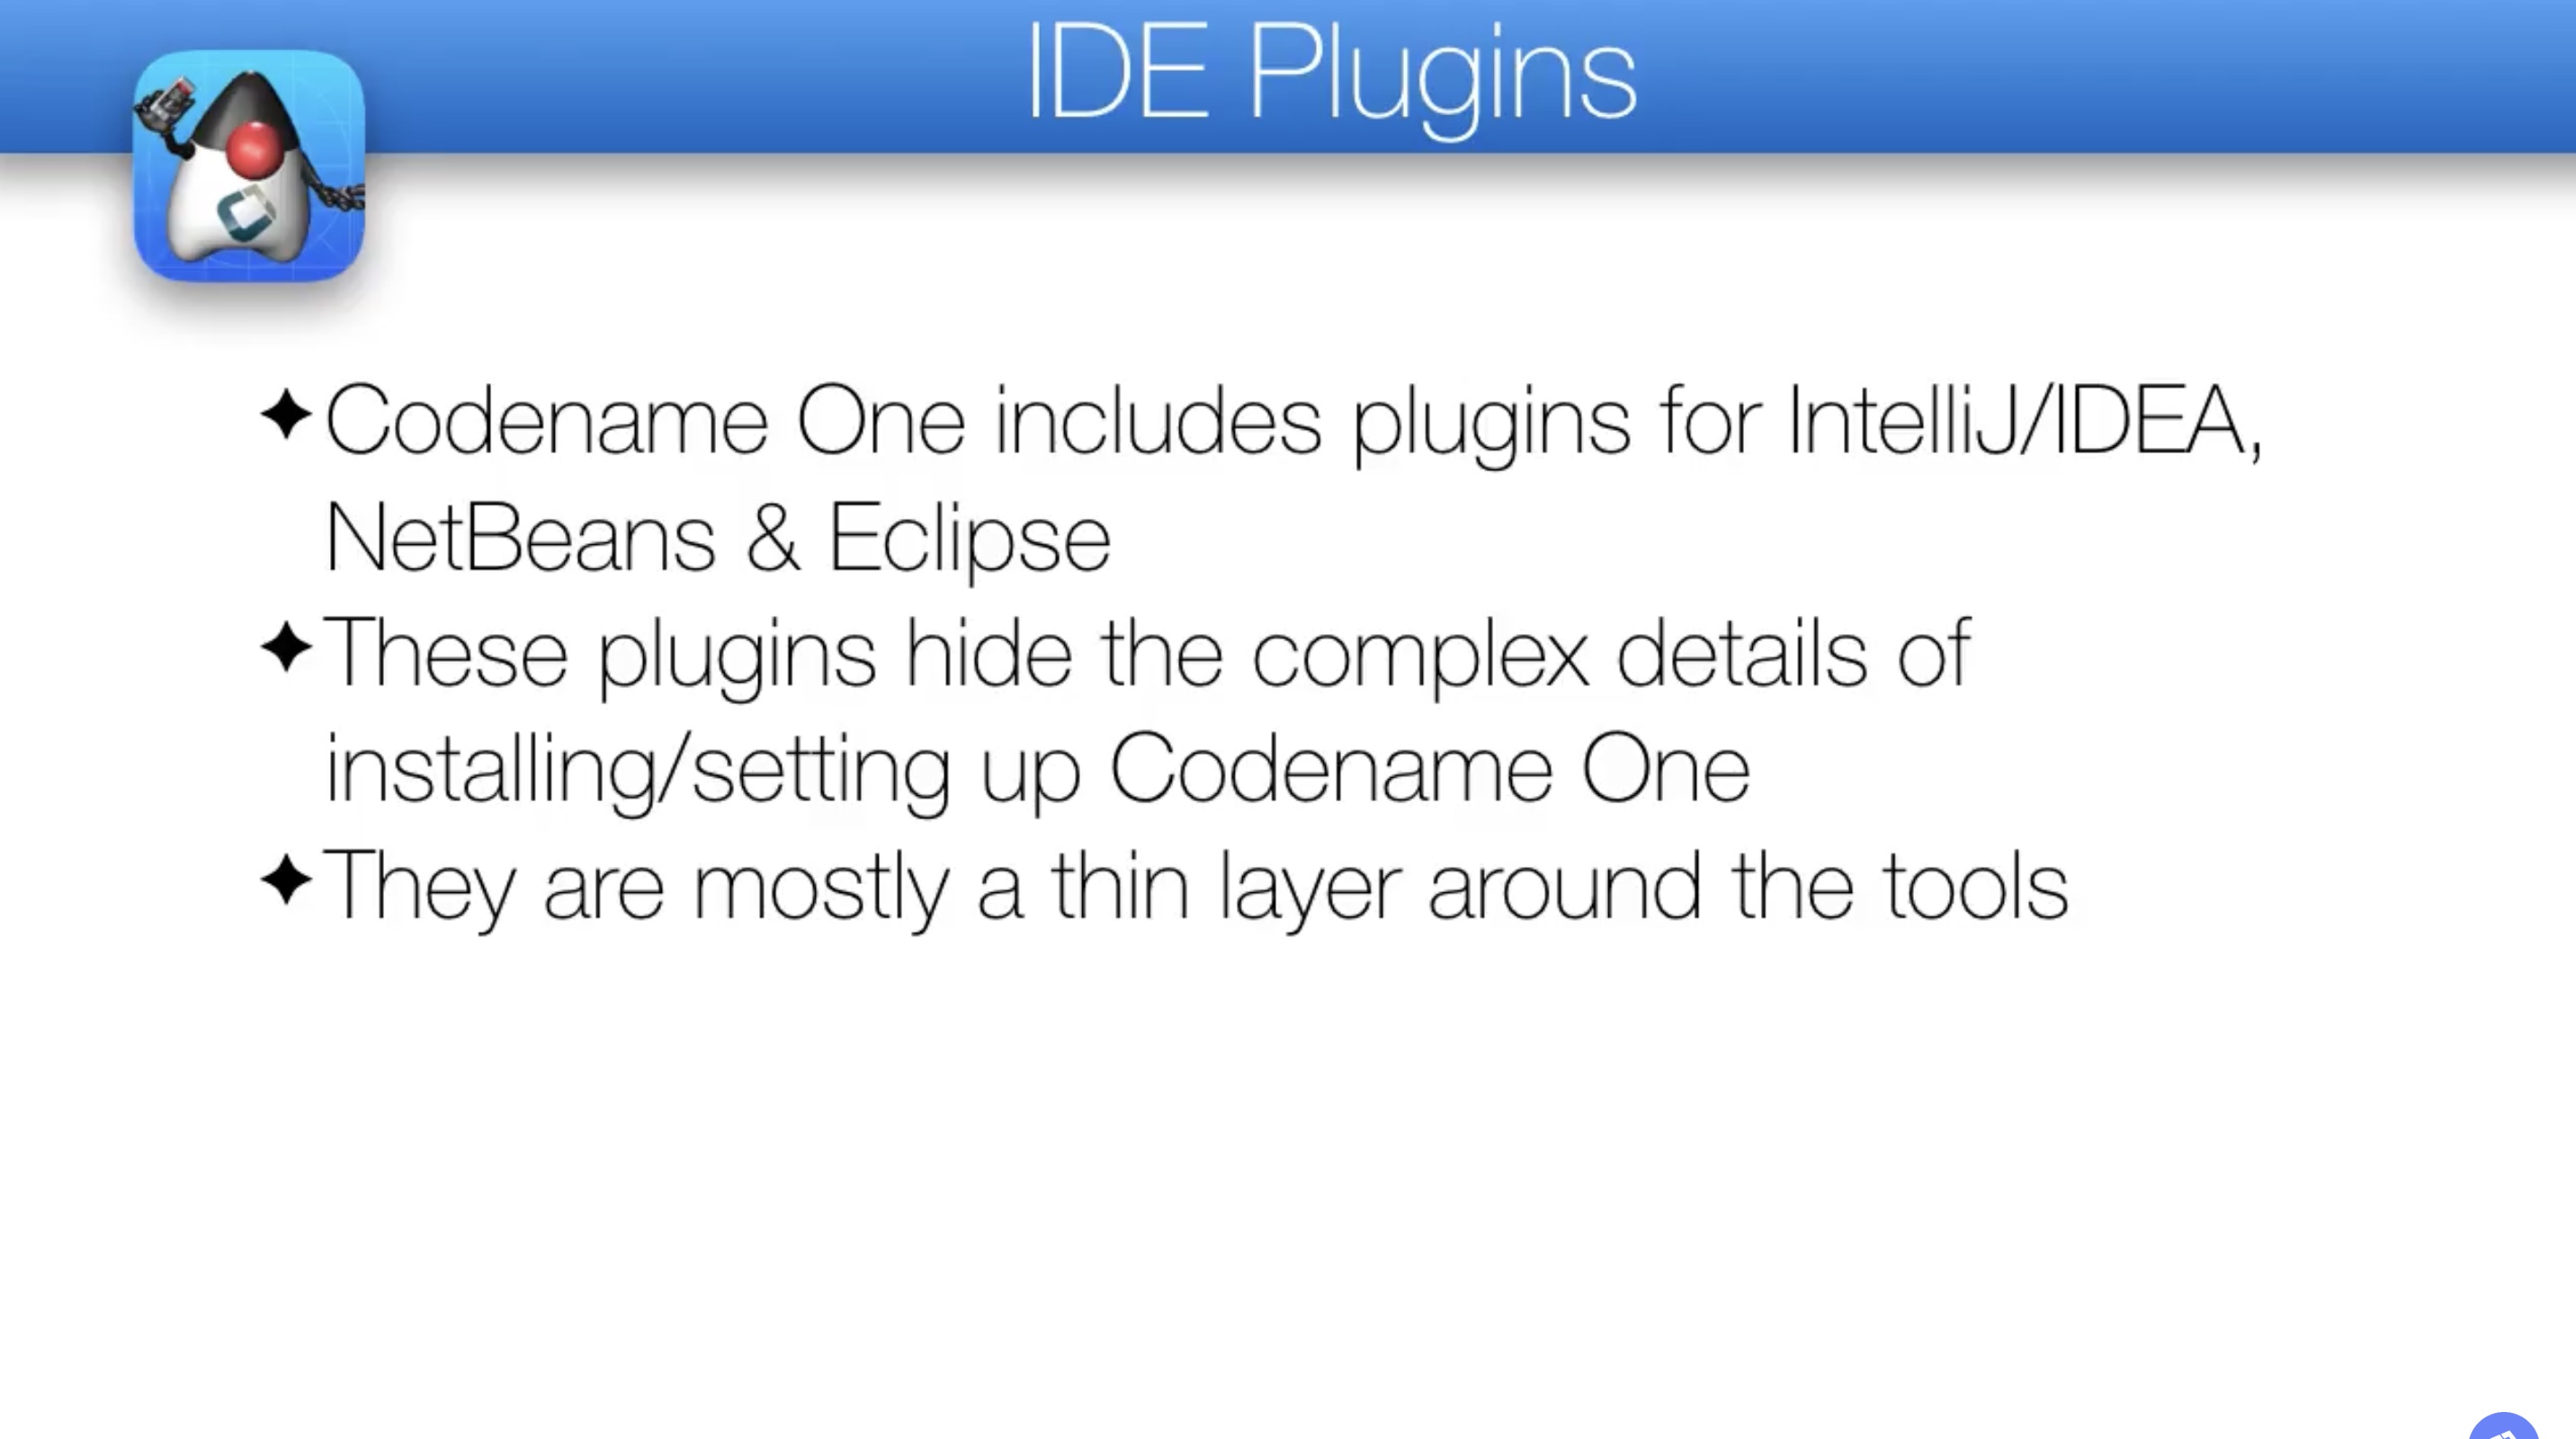 IDE Plugins
✦Codename One includes plugins for IntelliJ/IDEA,
NetBeans & Eclipse
✦These plugins hide the complex details of
installing/setting up Codename One
✦They are mostly a thin layer around the tools